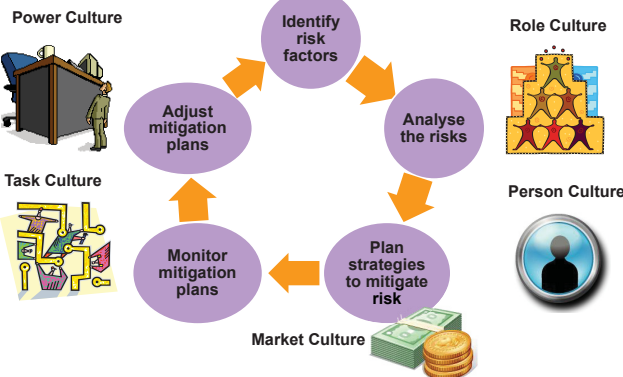 Power Culture
Identify
risk
factors
Role Culture
Adjust
mitigation
plans
Analyse
the risks
Task Culture
Person Culture
Monitor
mitigation
plans
Plan
strategies
to mitigate
risk
Market Culture